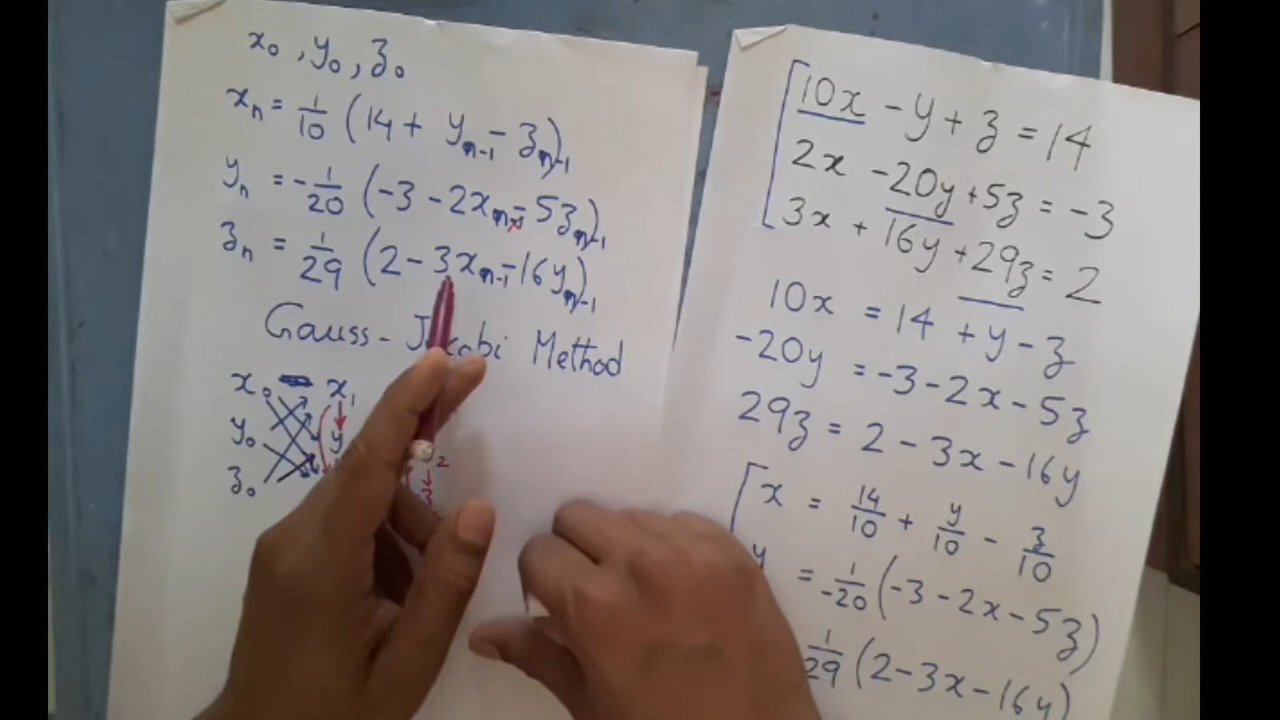 x₀, y₀, z₀
xₙ = 1/10 (14 + yₙ₋₁ - zₙ₋₁)
yₙ = -1/20 (-3 - 2xₙ₋₁ - 5zₙ₋₁)
zₙ = 1/29 (2 - 3xₙ₋₁ - 16yₙ₋₁)
Gauss - Jacobi Method
x₀ x₁
y₀ y
z₀
2
10x - y + z = 14
2x - 20y + 5z = -3
3x + 16y + 29z = 2
10x = 14 + y - z
-20y = -3 - 2x - 5z
29z = 2 - 3x - 16y
x = 14/10 + y/10 - z/10
y = 1/-20 (-3 - 2x - 5z)
1/29 (2 - 3x - 16y)